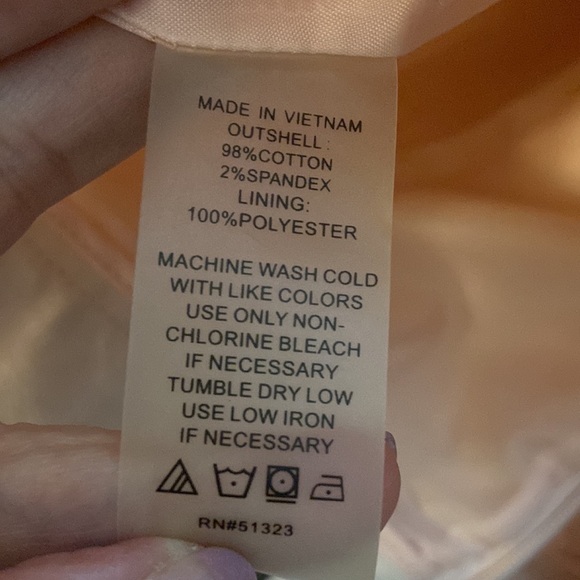 MADE IN VIETNAM
OUTSHELL:
98%COTTON
2%SPANDEX
LINING:
100%POLYESTER
MACHINE WASH COLD
WITH LIKE COLORS
USE ONLY NON-
CHLORINE BLEACH
IF NECESSARY
TUMBLE DRY LOW
USE LOW IRON
IF NECESSARY
RN#51323